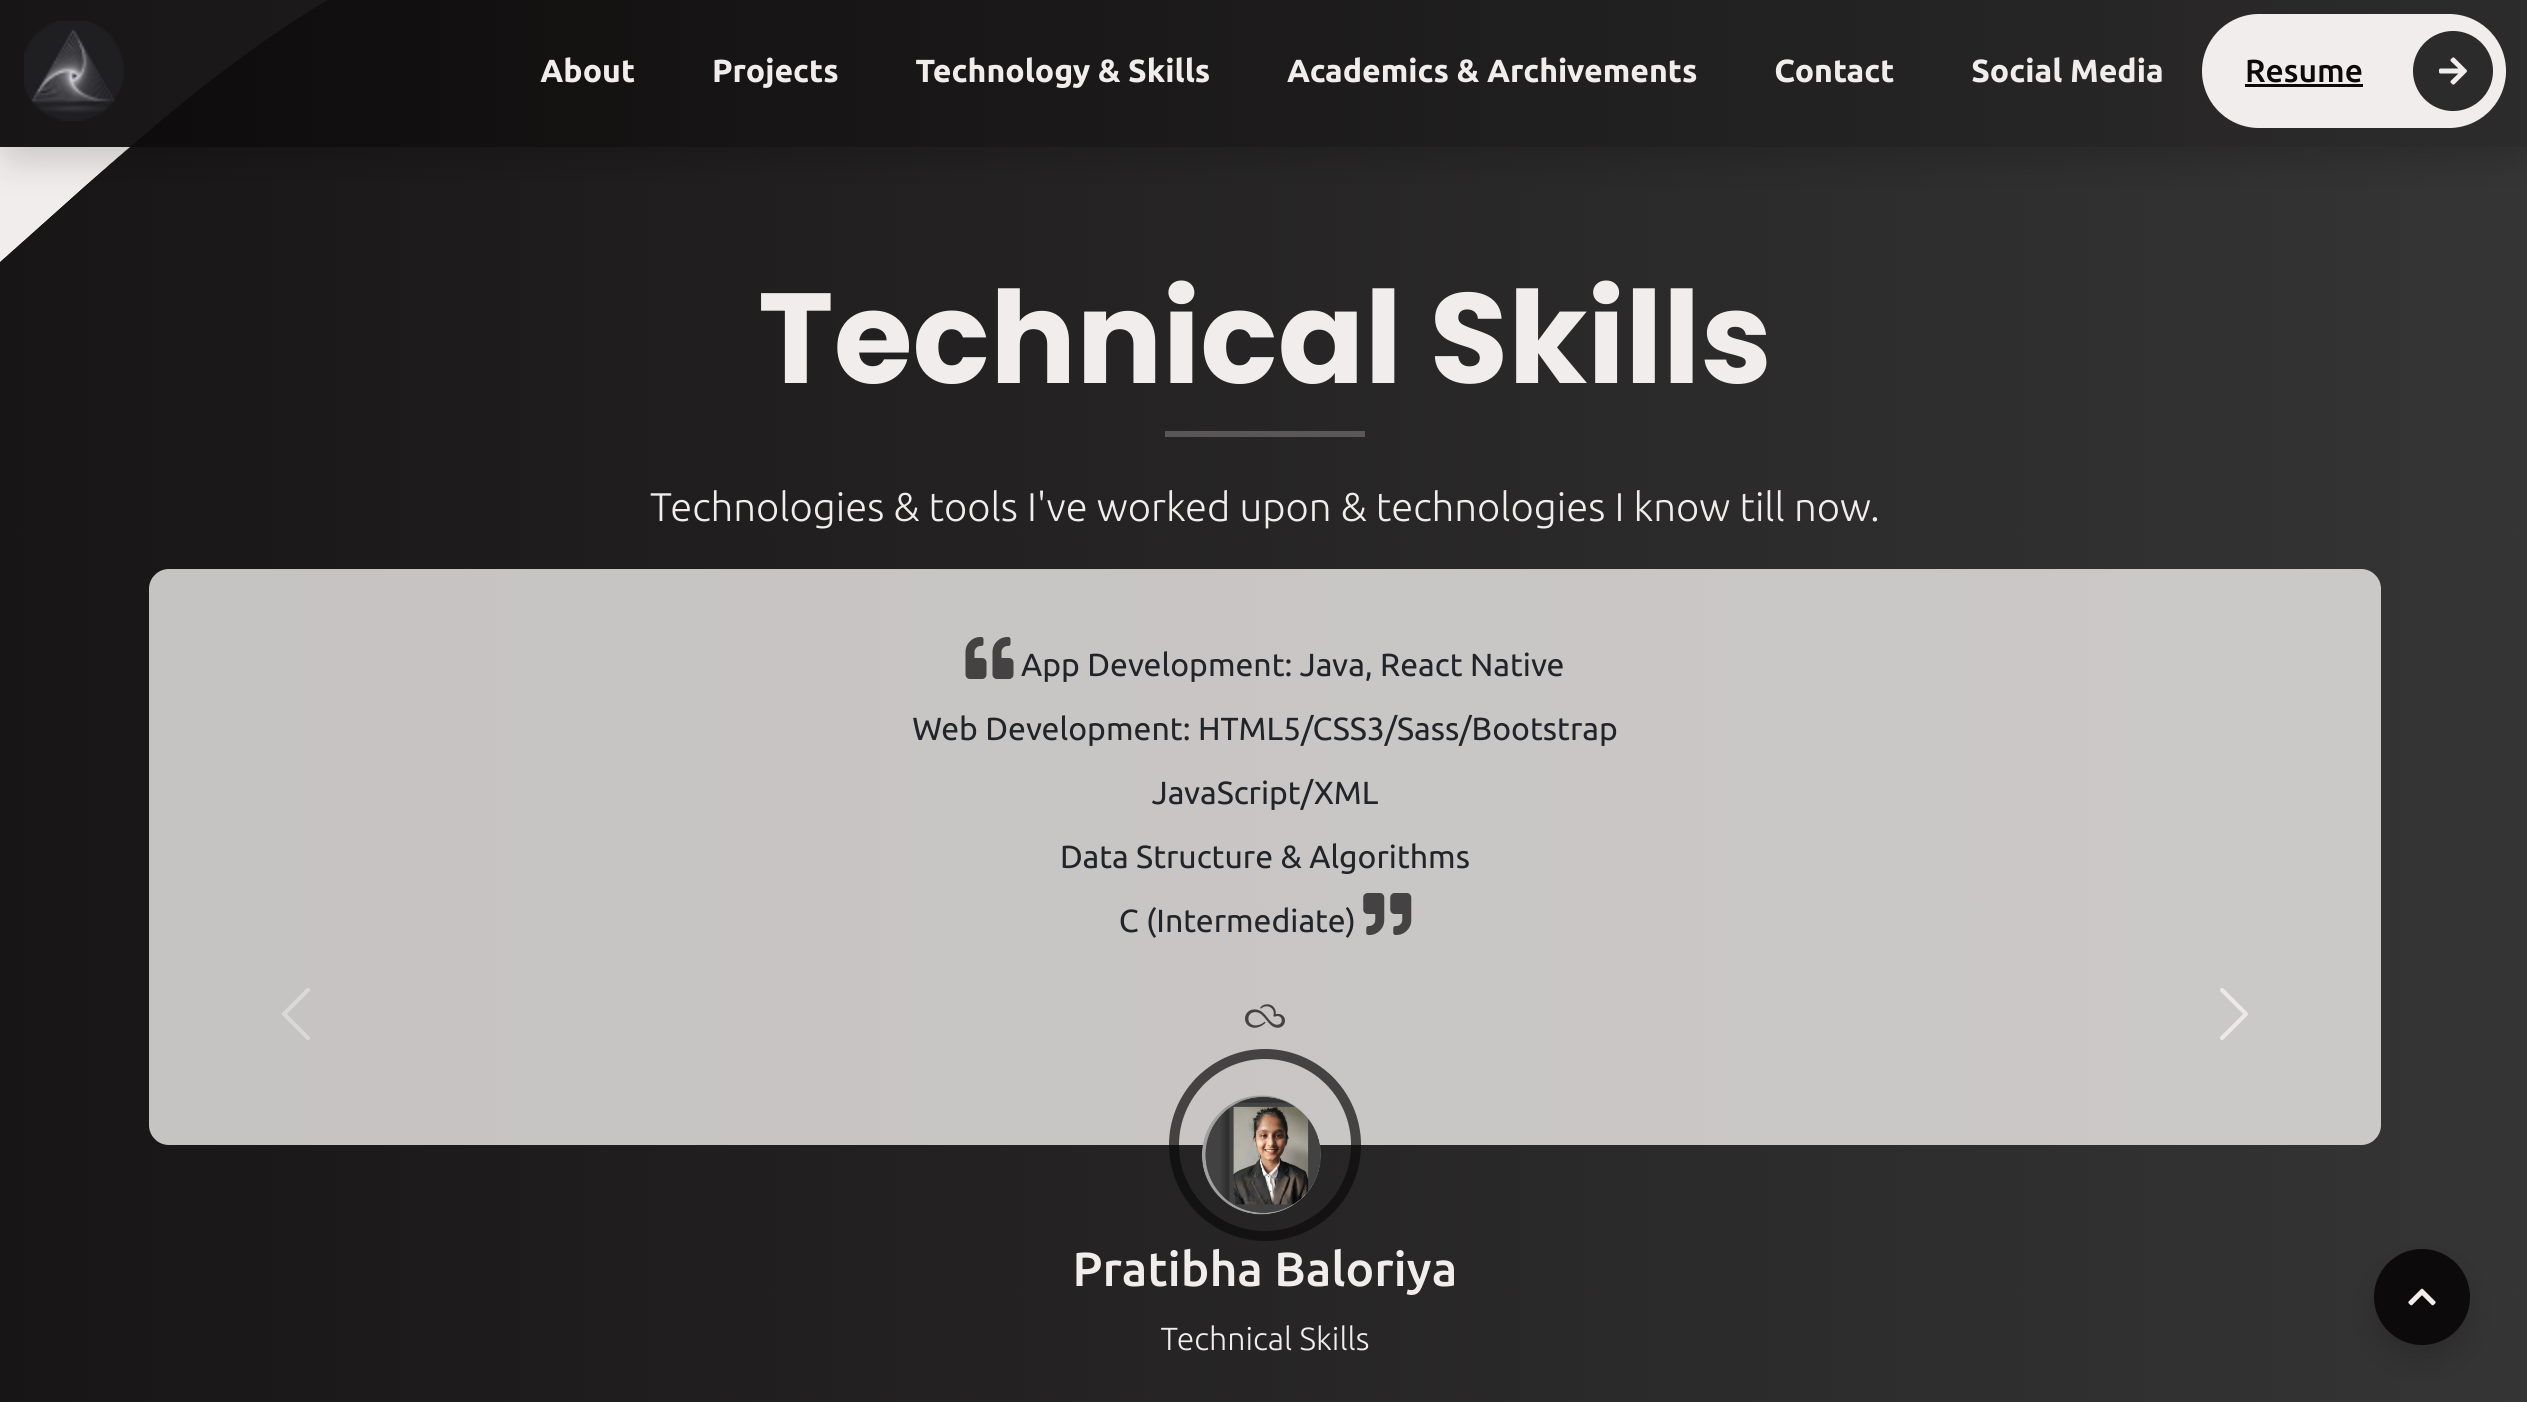 About Projects Technology & Skills Academics & Archivements Contact Social Media Resume
Technical Skills
Technologies & tools I've worked upon & technologies I know till now.
❝ App Development: Java, React Native
Web Development: HTML5/CSS3/Sass/Bootstrap
JavaScript/XML
Data Structure & Algorithms
C (Intermediate) ❞
Pratibha Baloriya
Technical Skills